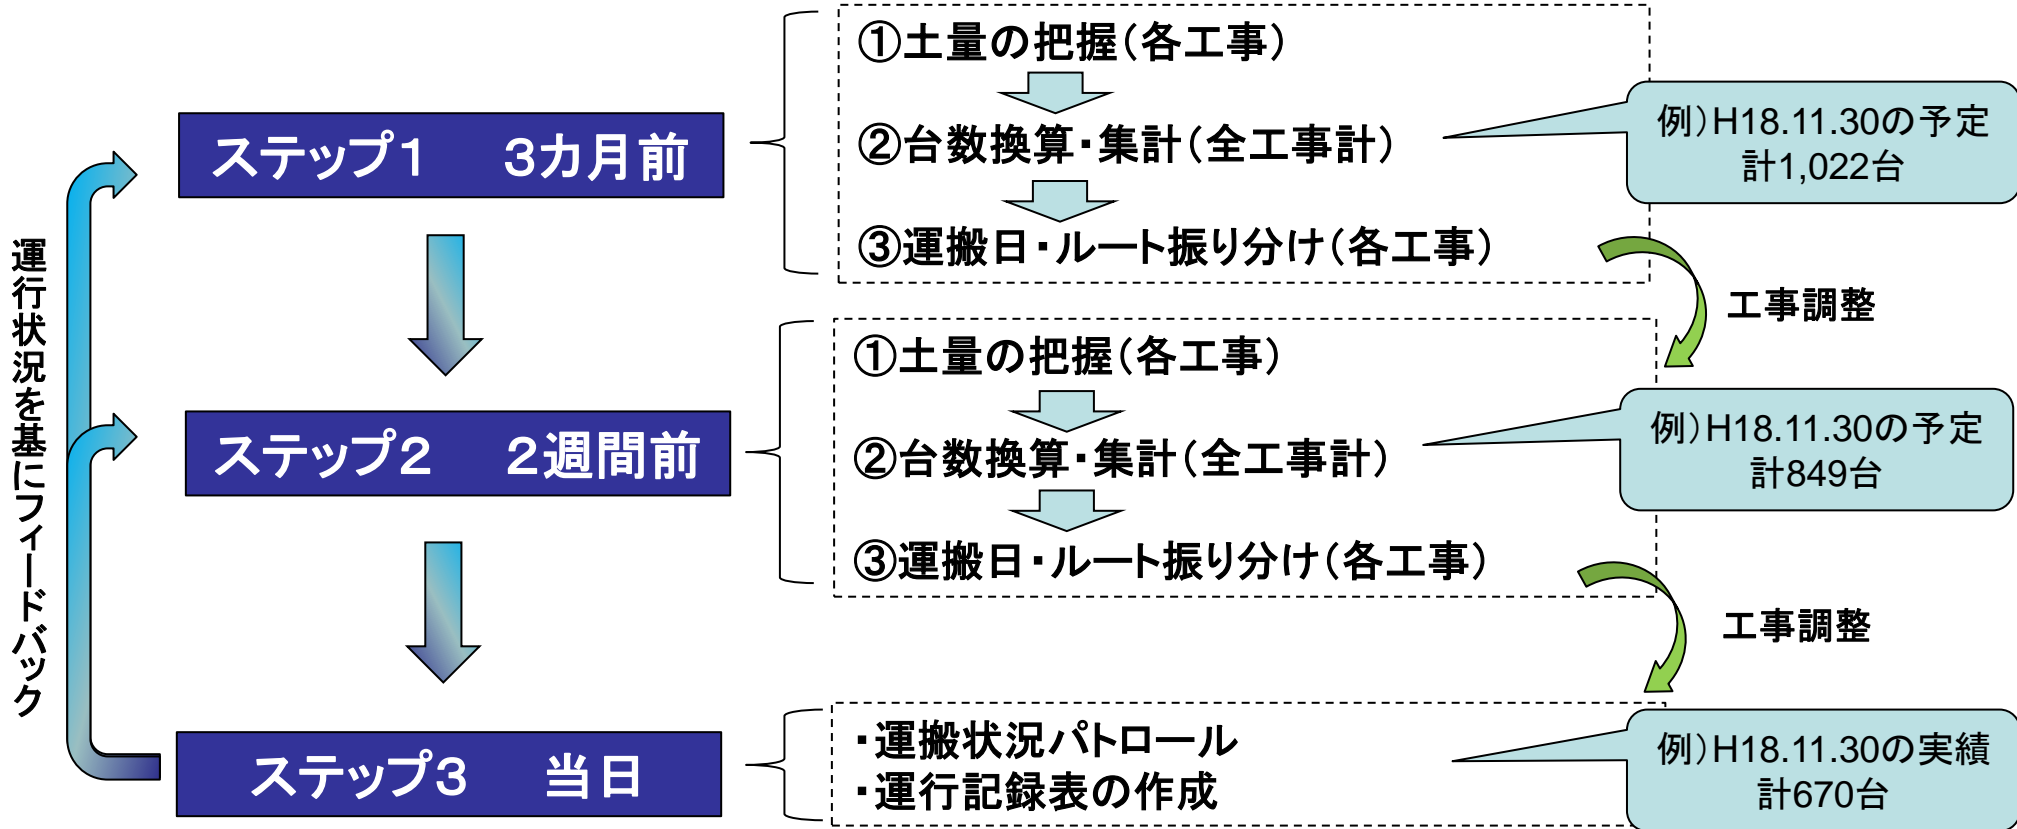 運行状況を基にフィードバック
ステップ1　3カ月前
①土量の把握(各工事)
②台数換算・集計(全工事計)
③運搬日・ルート振り分け(各工事)
例)H18.11.30の予定
計1,022台
工事調整
ステップ2　2週間前
①土量の把握(各工事)
②台数換算・集計(全工事計)
③運搬日・ルート振り分け(各工事)
例)H18.11.30の予定
計849台
工事調整
ステップ3　当日
・運搬状況パトロール
・運行記録表の作成
例)H18.11.30の実績
計670台